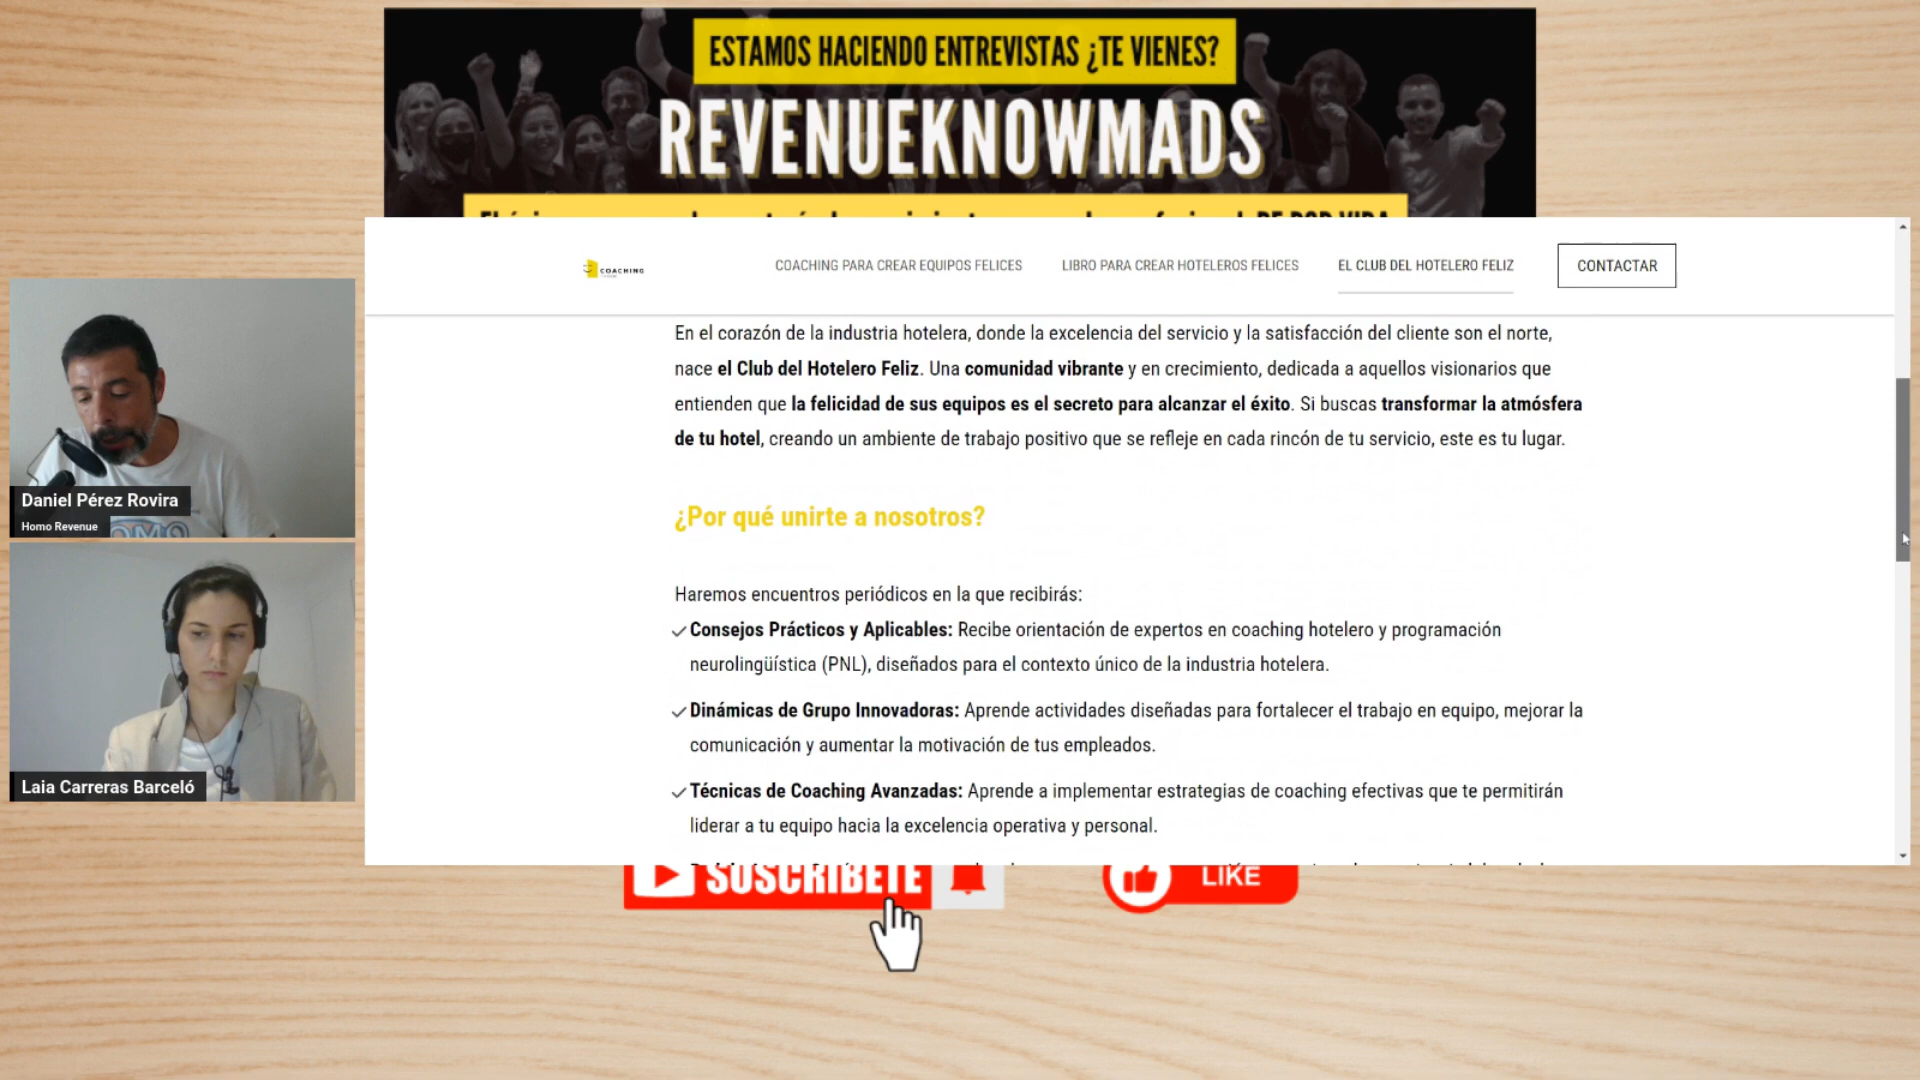 ESTAMOS HACIENDO ENTREVISTAS ¿TE VIENES?
REVENUEKNOWMADS
COACHING
COACHING PARA CREAR EQUIPOS FELICES
LIBRO PARA CREAR HOTELEROS FELICES
EL CLUB DEL HOTELERO FELIZ
CONTACTAR
En el corazón de la industria hotelera, donde la excelencia del servicio y la satisfacción del cliente son el norte,
nace el Club del Hotelero Feliz. Una comunidad vibrante y en crecimiento, dedicada a aquellos visionarios que
entienden que la felicidad de sus equipos es el secreto para alcanzar el éxito. Si buscas transformar la atmósfera
de tu hotel, creando un ambiente de trabajo positivo que se refleje en cada rincón de tu servicio, este es tu lugar.
¿Por qué unirte a nosotros?
Haremos encuentros periódicos en la que recibirás:
Consejos Prácticos y Aplicables: Recibe orientación de expertos en coaching hotelero y programación
neurolingüística (PNL), diseñados para el contexto único de la industria hotelera.
Dinámicas de Grupo Innovadoras: Aprende actividades diseñadas para fortalecer el trabajo en equipo, mejorar la
comunicación y aumentar la motivación de tus empleados.
Técnicas de Coaching Avanzadas: Aprende a implementar estrategias de coaching efectivas que te permitirán
liderar a tu equipo hacia la excelencia operativa y personal.
Daniel Pérez Rovira
Homo Revenue
Laia Carreras Barceló
SUSCRIBETE
LIKE